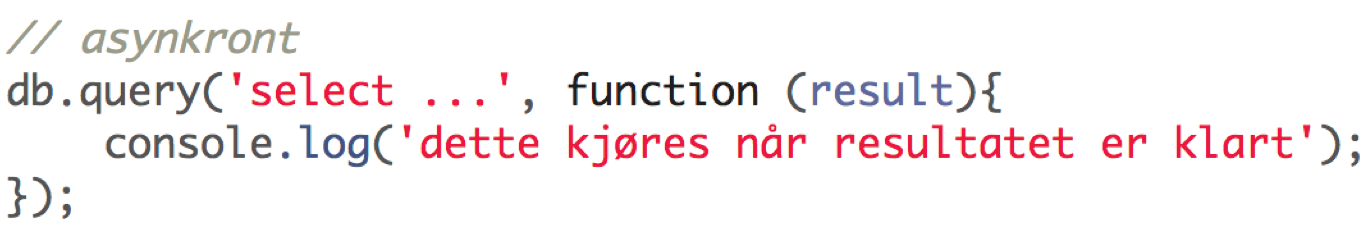 // asynkront
db.query('select ...', function (result){
    console.log('dette kjøres når resultatet er klart');
});